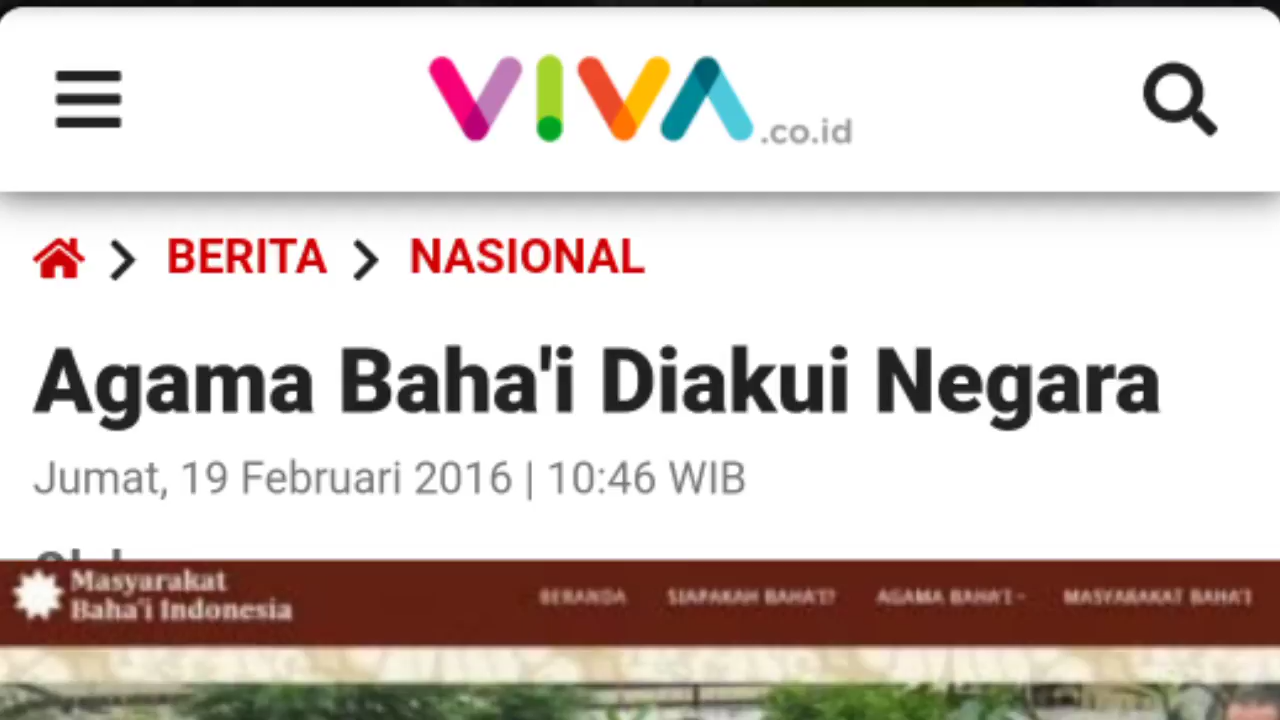 VIVA.co.id
BERITA > NASIONAL
Agama Baha'i Diakui Negara
Jumat, 19 Februari 2016 | 10:46 WIB
Masyarakat
Baha'i Indonesia
BERANDA SIAPAKAH BAHA'I? AGAMA BAHA'I MASYARAKAT BAHA'I